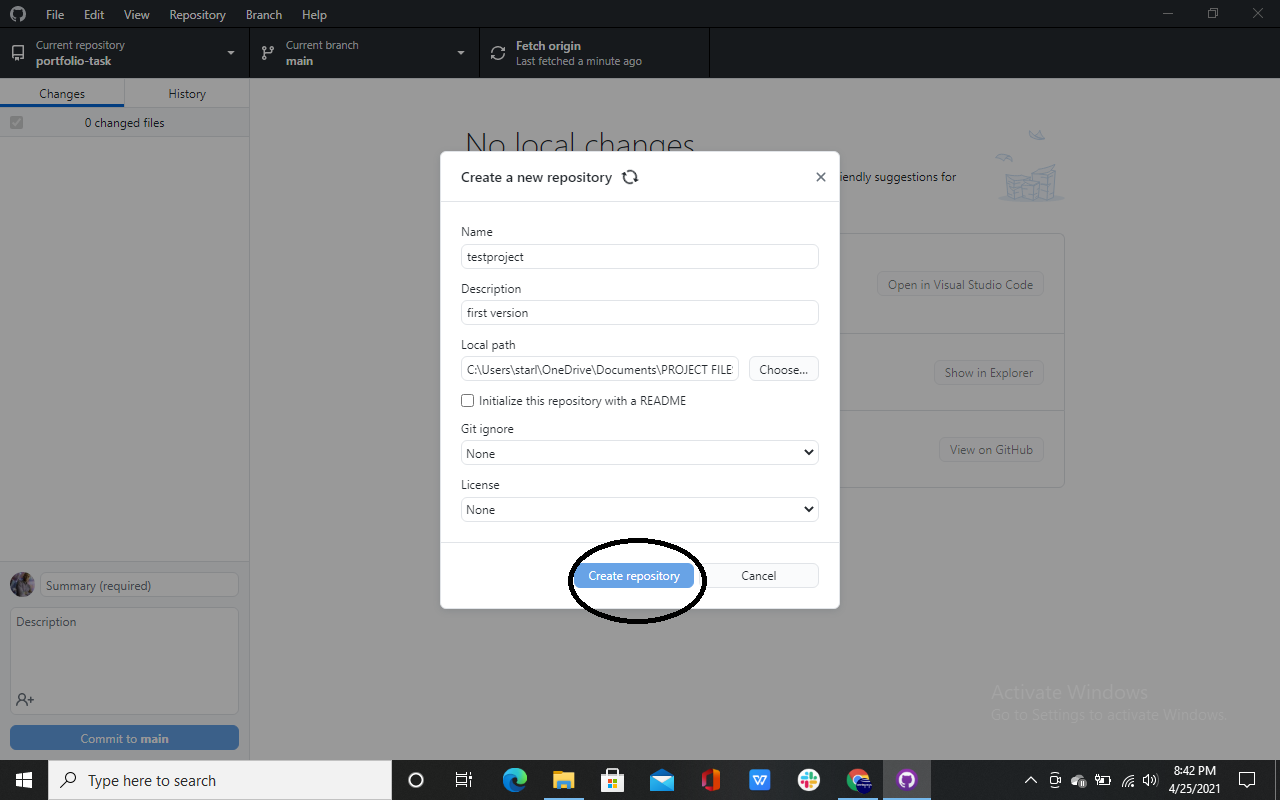 File Edit View Repository Branch Help
Current repository
portfolio-task
Current branch
main
Fetch origin
Last fetched a minute ago
Changes History
0 changed files
No local changes
iendly suggestions for
Create a new repository
Name
testproject
Description
first version
Local path
C:\Users\starl\OneDrive\Documents\PROJECT FILE
Choose...
Initialize this repository with a README
Git ignore
None
License
None
Create repository
Cancel
Open in Visual Studio Code
Show in Explorer
View on GitHub
Summary (required)
Description
Commit to main
Activate Windows
Go to Settings to activate Windows.
Type here to search
8:42 PM
4/25/2021